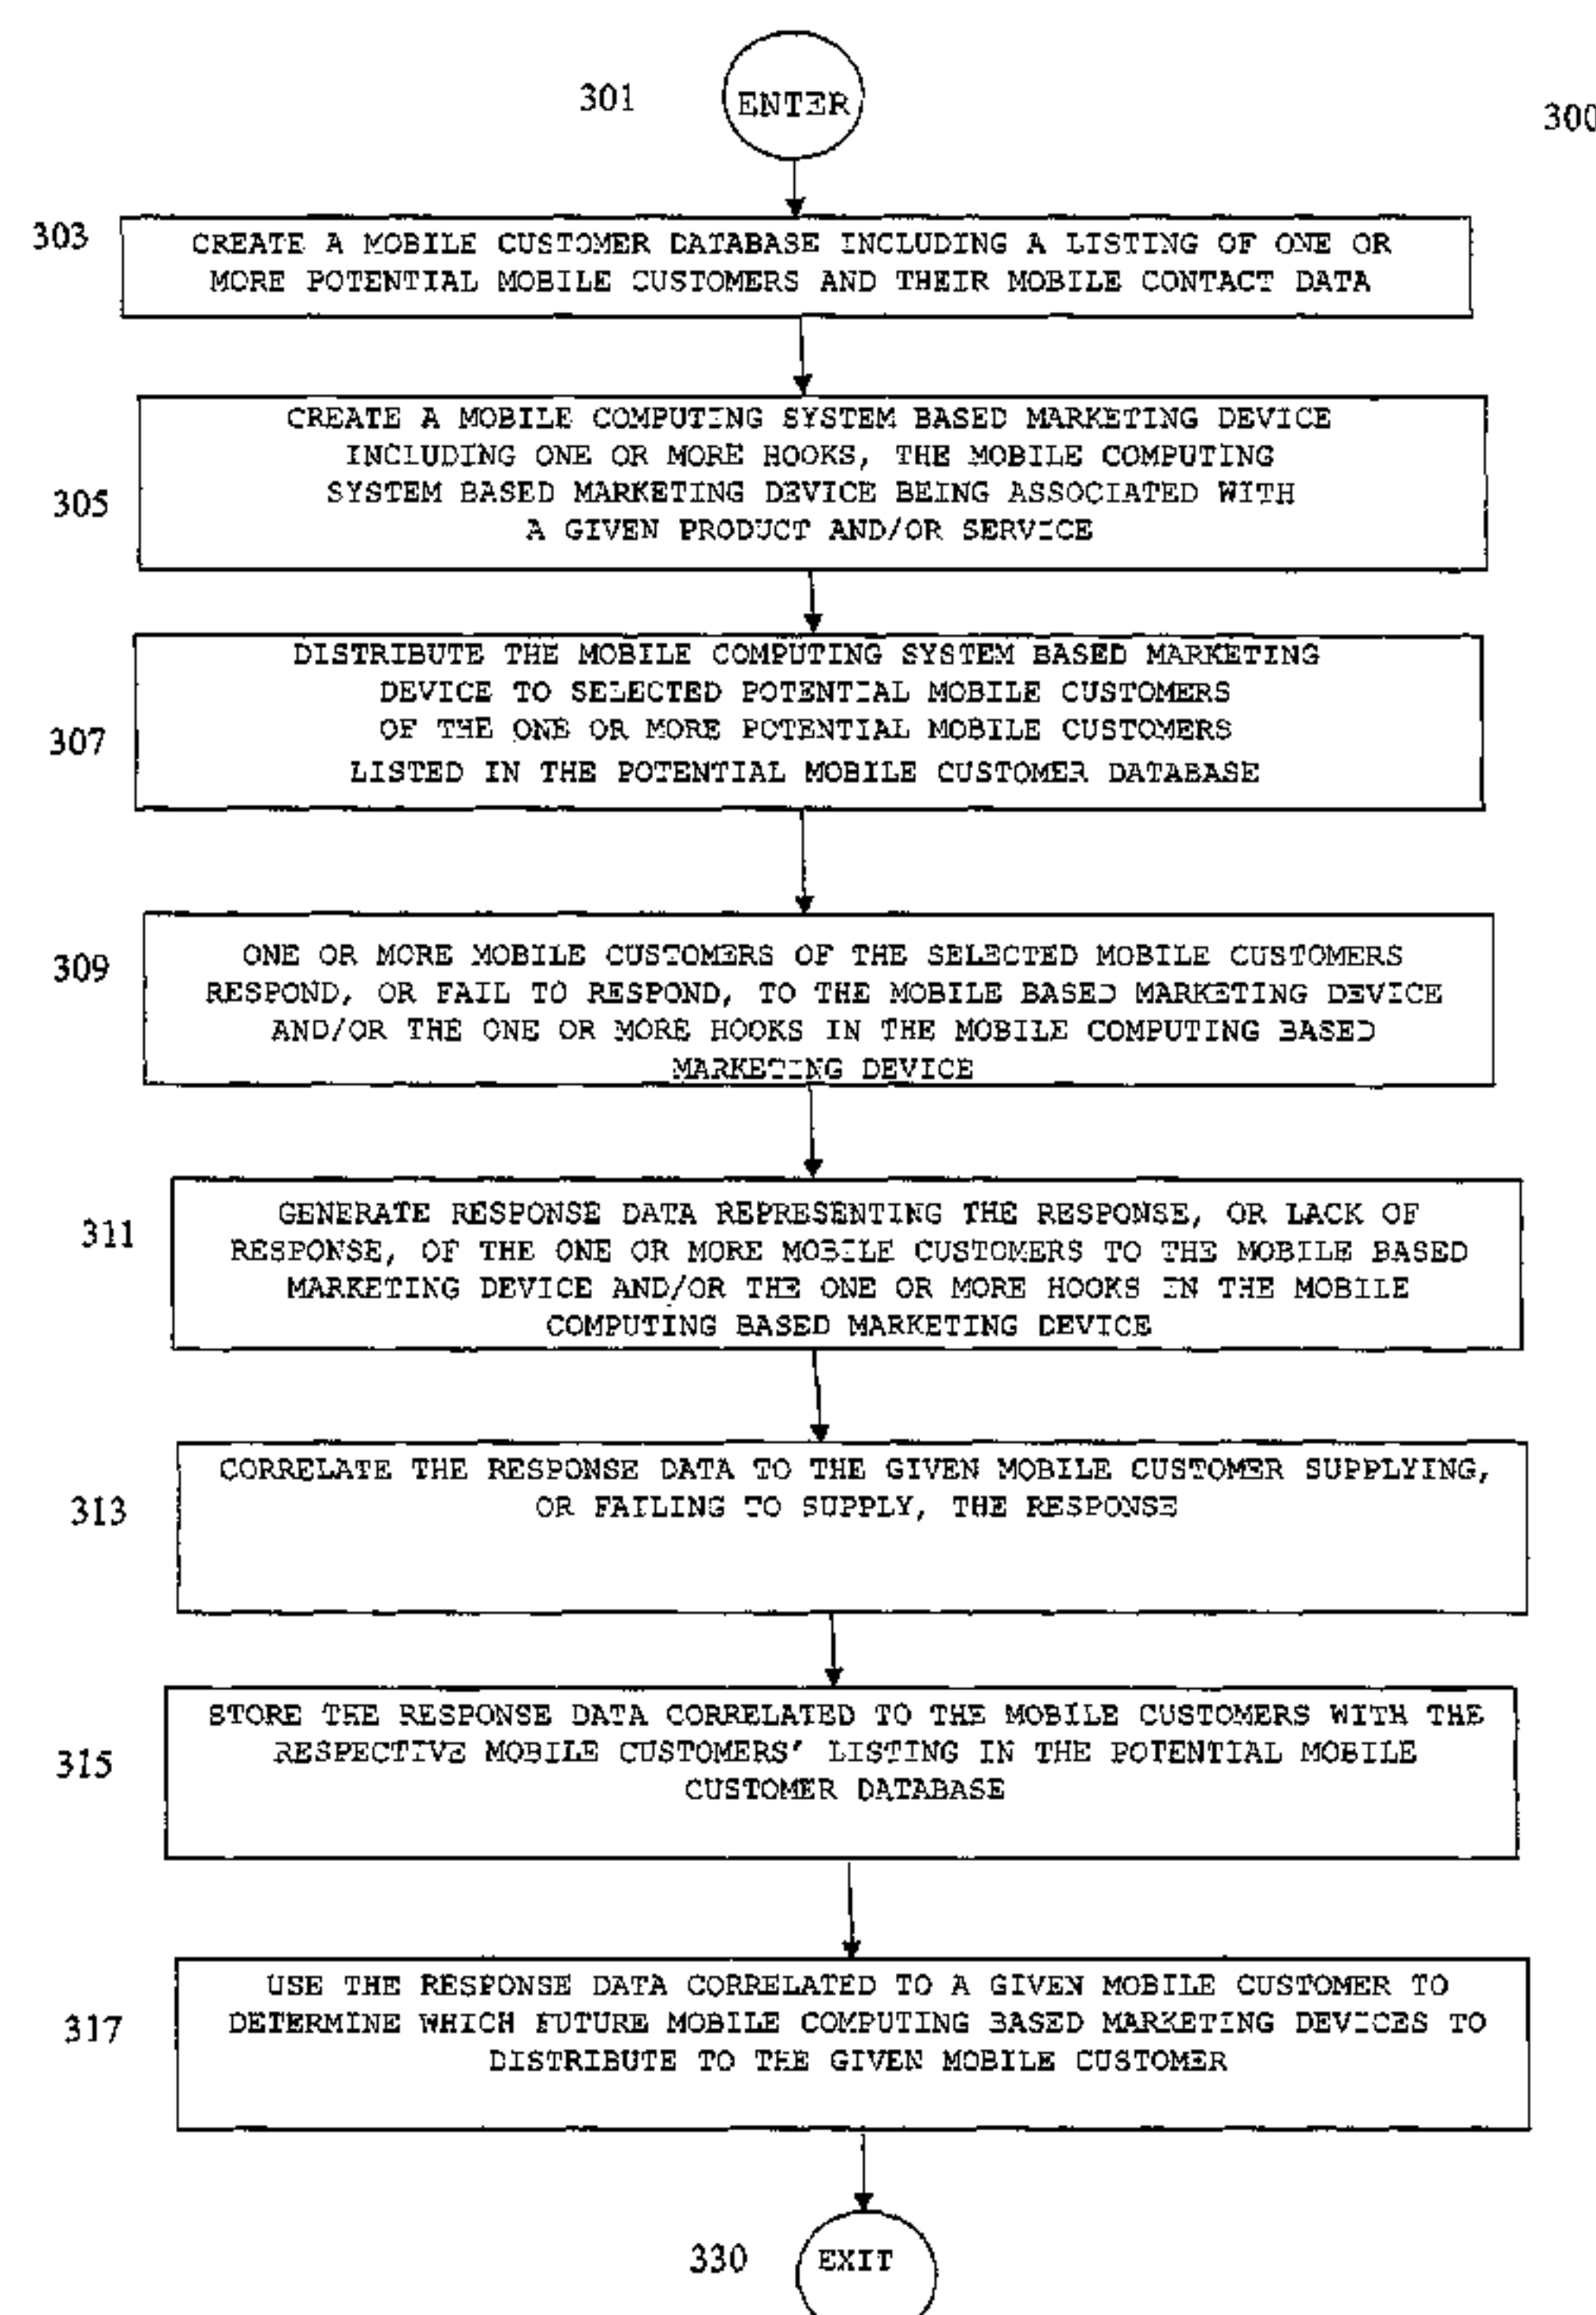 301
ENTER
300
303
CREATE A MOBILE CUSTOMER DATABASE INCLUDING A LISTING OF ONE OR
MORE POTENTIAL MOBILE CUSTOMERS AND THEIR MOBILE CONTACT DATA
CREATE A MOBILE COMPUTING SYSTEM BASED MARKETING DEVICE
INCLUDING ONE OR MORE HOOKS, THE MOBILE COMPUTING
305
SYSTEM BASED MARKETING DEVICE BEING ASSOCIATED WITH
A GIVEN PRODUCT AND/OR SERVICE
DISTRIBUTE THE MOBILE COMPUTING SYSTEM BASED MARKETING
DEVICE TO SELECTED POTENTIAL MOBILE CUSTOMERS
307
OF THE ONE OR MORE POTENTIAL MOBILE CUSTOMERS
LISTED IN THE POTENTIAL MOBILE CUSTOMER DATABASE
309
ONE OR MORE MOBILE CUSTOMERS OF THE SELECTED MOBILE CUSTOMERS
RESPOND, OR FAIL TO RESPOND, TO THE MOBILE BASED MARKETING DEVICE
AND/OR THE ONE OR MORE HOOKS IN THE MOBILE COMPUTING BASED
MARKETING DEVICE
311
GENERATE RESPONSE DATA REPRESENTING THE RESPONSE, OR LACK OF
RESPONSE, OF THE ONE OR MORE MOBILE CUSTOMERS TO THE MOBILE BASED
MARKETING DEVICE AND/OR THE ONE OR MORE HOOKS IN THE MOBILE
COMPUTING BASED MARKETING DEVICE
313
CORRELATE THE RESPONSE DATA TO THE GIVEN MOBILE CUSTOMER SUPPLYING,
OR FAILING TO SUPPLY, THE RESPONSE
315
STORE THE RESPONSE DATA CORRELATED TO THE MOBILE CUSTOMERS WITH THE
RESPECTIVE MOBILE CUSTOMERS' LISTING IN THE POTENTIAL MOBILE
CUSTOMER DATABASE
317
USE THE RESPONSE DATA CORRELATED TO A GIVEN MOBILE CUSTOMER TO
DETERMINE WHICH FUTURE MOBILE COMPUTING BASED MARKETING DEVICES TO
DISTRIBUTE TO THE GIVEN MOBILE CUSTOMER
330
EXIT